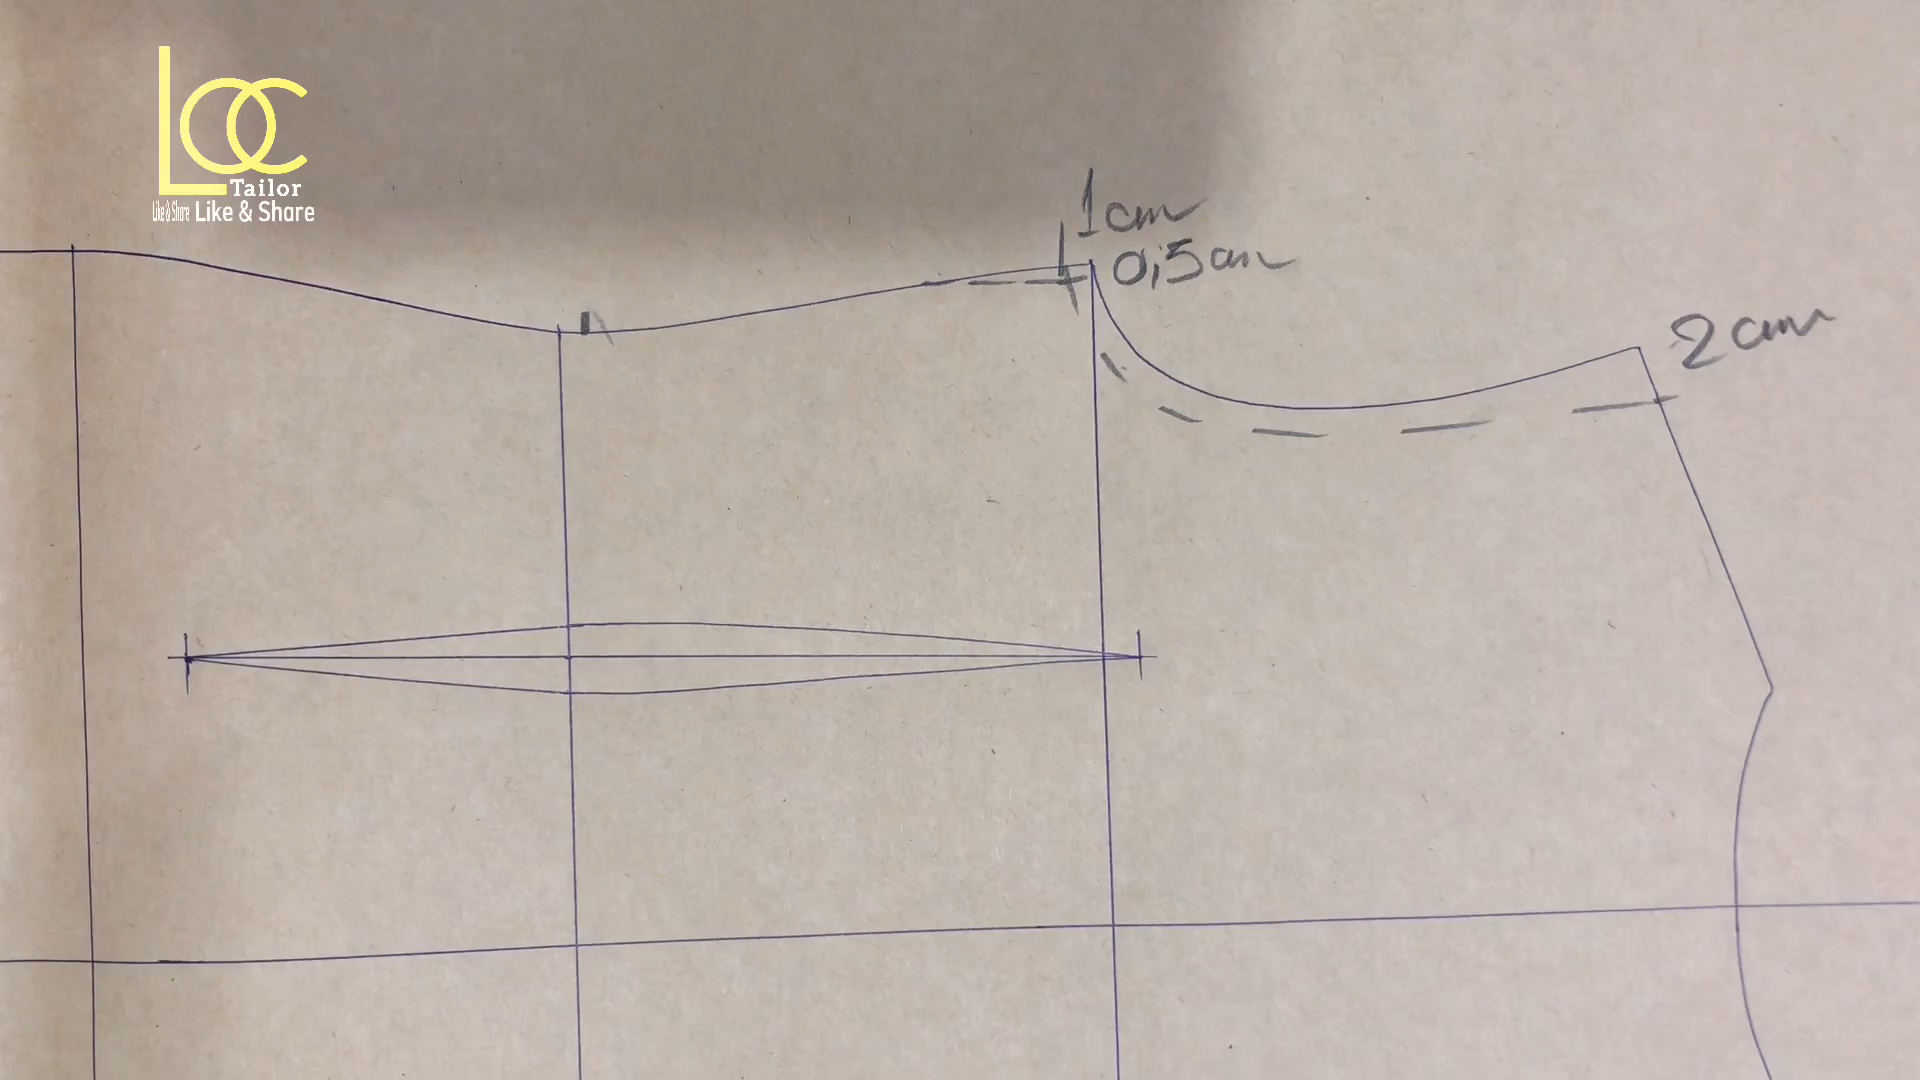 LOC
Tailor
Like & Share Like & Share
1cm
0,5cm
2cm